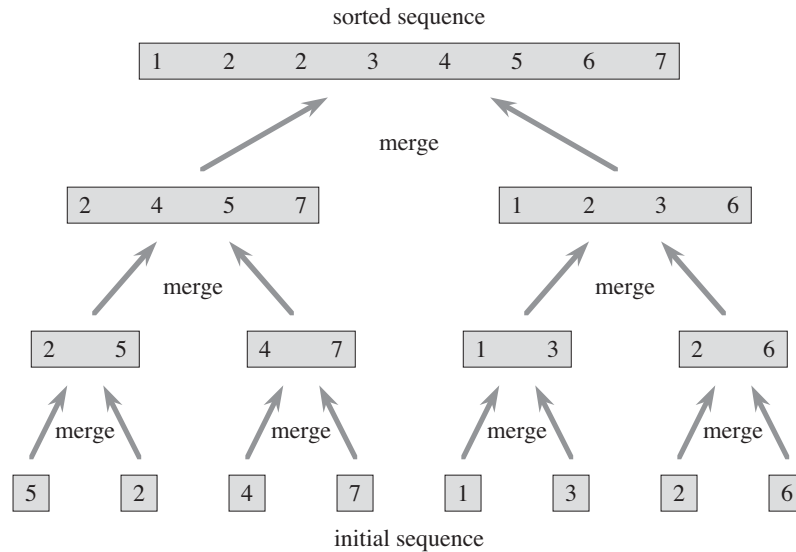 sorted sequence
1 2 2 3 4 5 6 7
merge
2 4 5 7 1 2 3 6
merge merge
2 5 4 7 1 3 2 6
merge merge merge merge
5 2 4 7 1 3 2 6
initial sequence